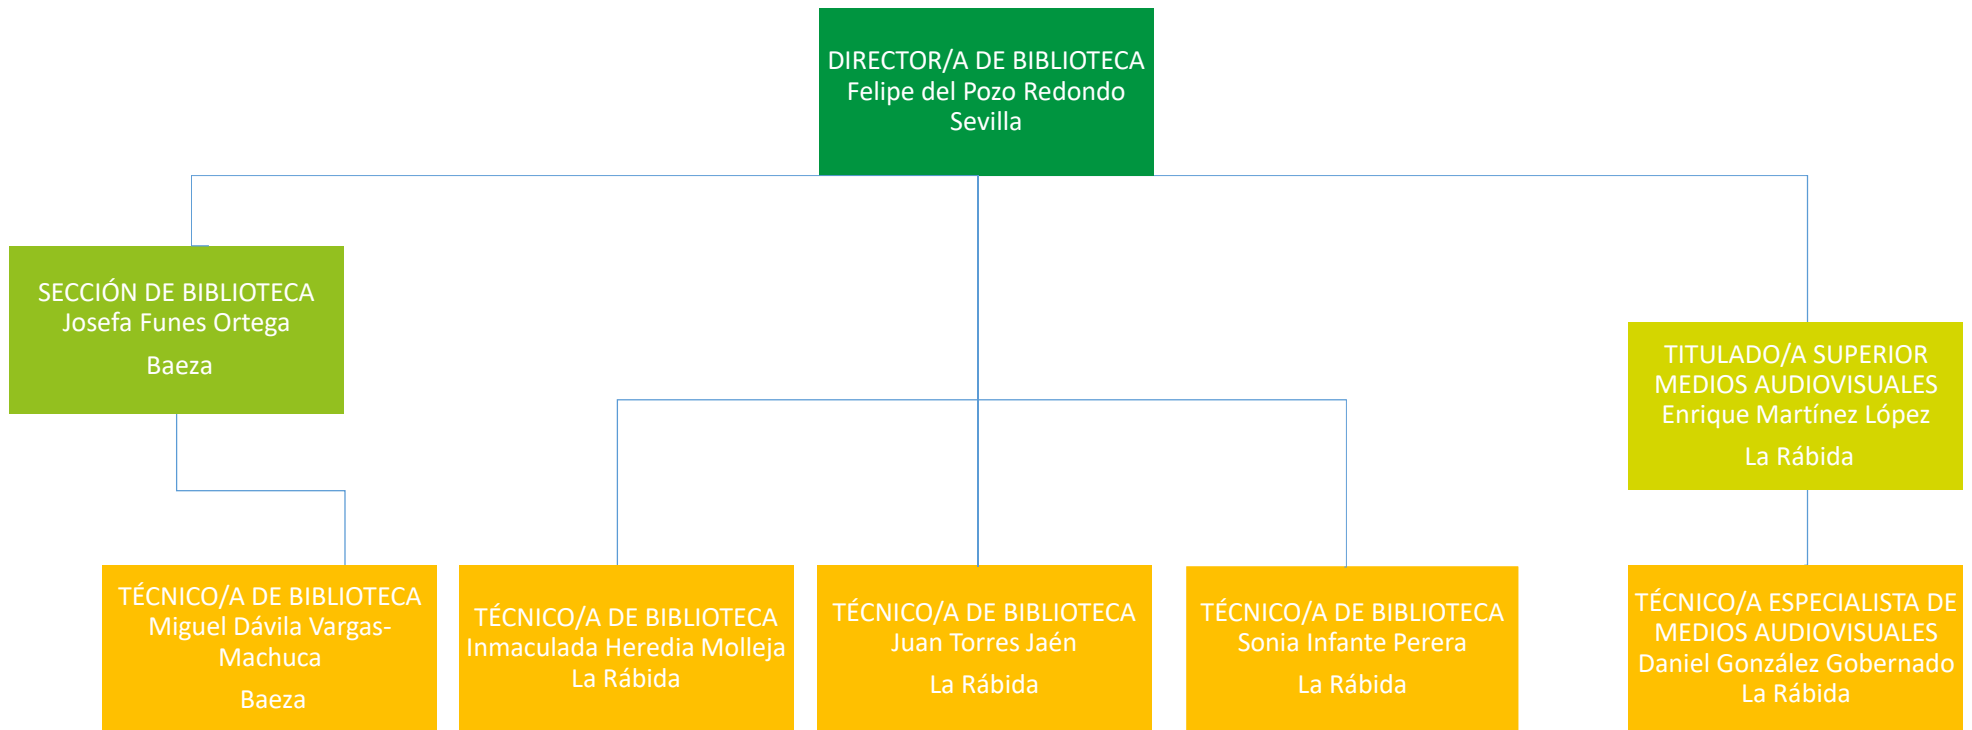 DIRECTOR/A DE BIBLIOTECA
Felipe del Pozo Redondo
Sevilla
SECCIÓN DE BIBLIOTECA
Josefa Funes Ortega
Baeza
TITULADO/A SUPERIOR
MEDIOS AUDIOVISUALES
Enrique Martínez López
La Rábida
TÉCNICO/A DE BIBLIOTECA
Miguel Dávila Vargas-
Machuca
Baeza
TÉCNICO/A DE BIBLIOTECA
Inmaculada Heredia Molleja
La Rábida
TÉCNICO/A DE BIBLIOTECA
Juan Torres Jaén
La Rábida
TÉCNICO/A DE BIBLIOTECA
Sonia Infante Perera
La Rábida
TÉCNICO/A ESPECIALISTA DE
MEDIOS AUDIOVISUALES
Daniel González Gobernado
La Rábida